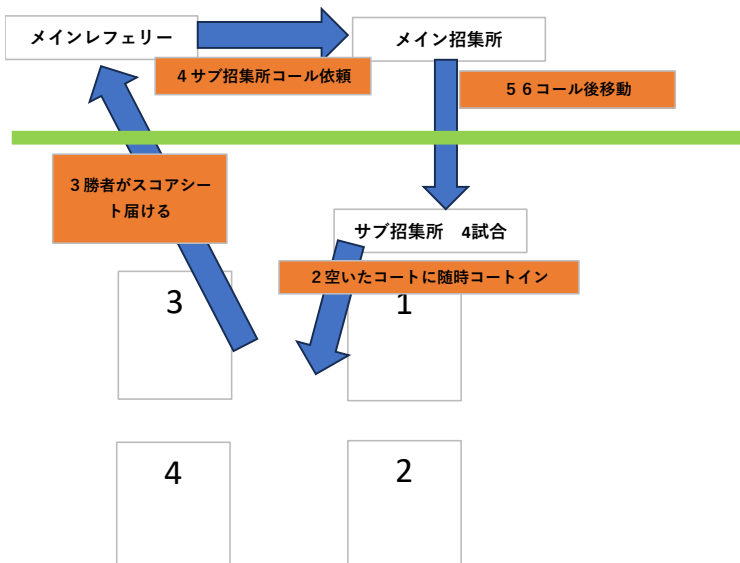 メインレフェリー
メイン招集所
4サブ招集所コール依頼
５６コール後移動
3勝者がスコアシー
ト届ける
サブ招集所　4試合
２空いたコートに随時コートイン
3
1
4
2